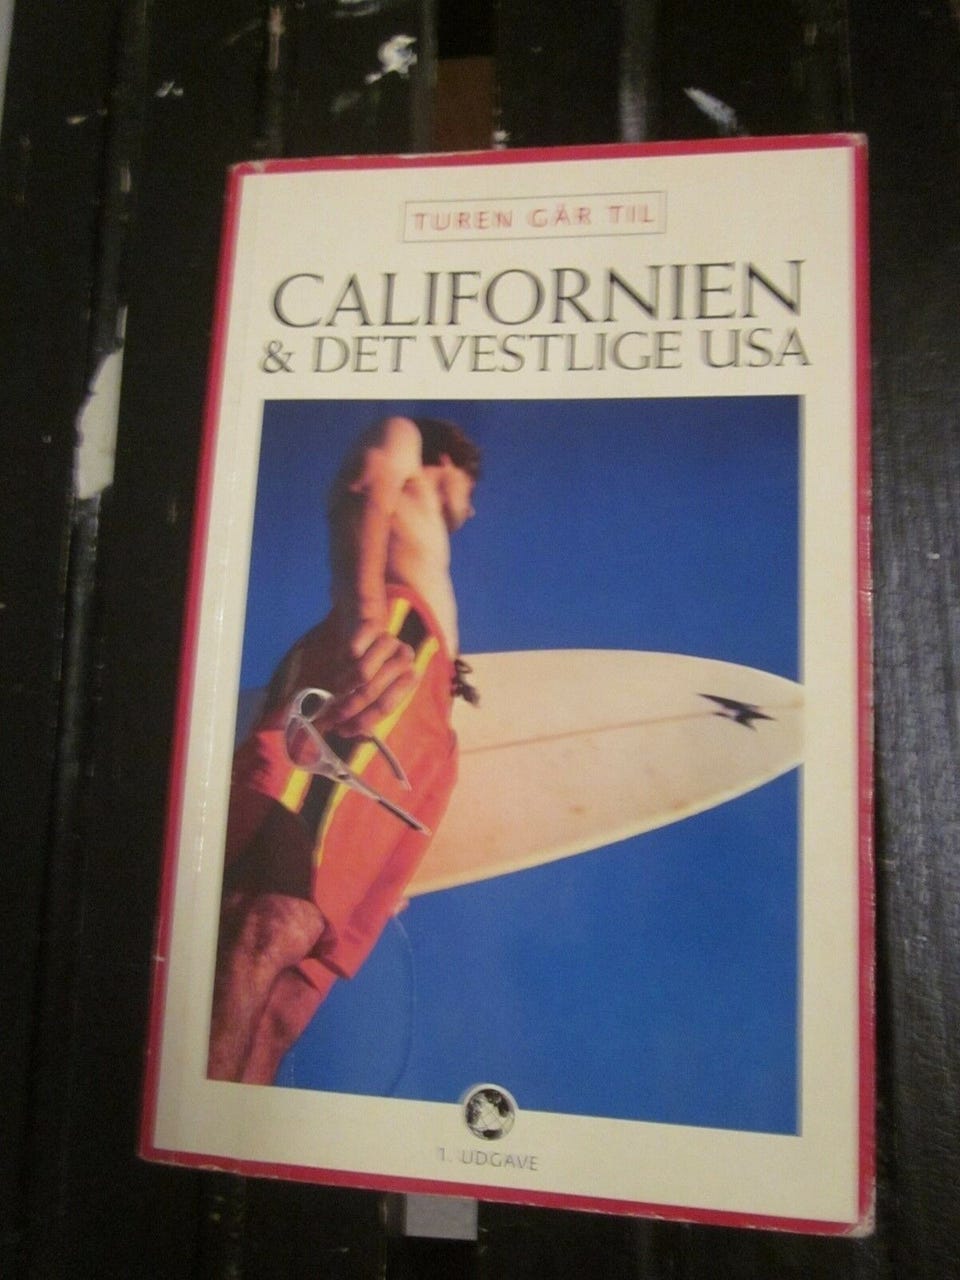 TUREN GÅR TIL
CALIFORNIEN
& DET VESTLIGE USA
1. UDGAVE